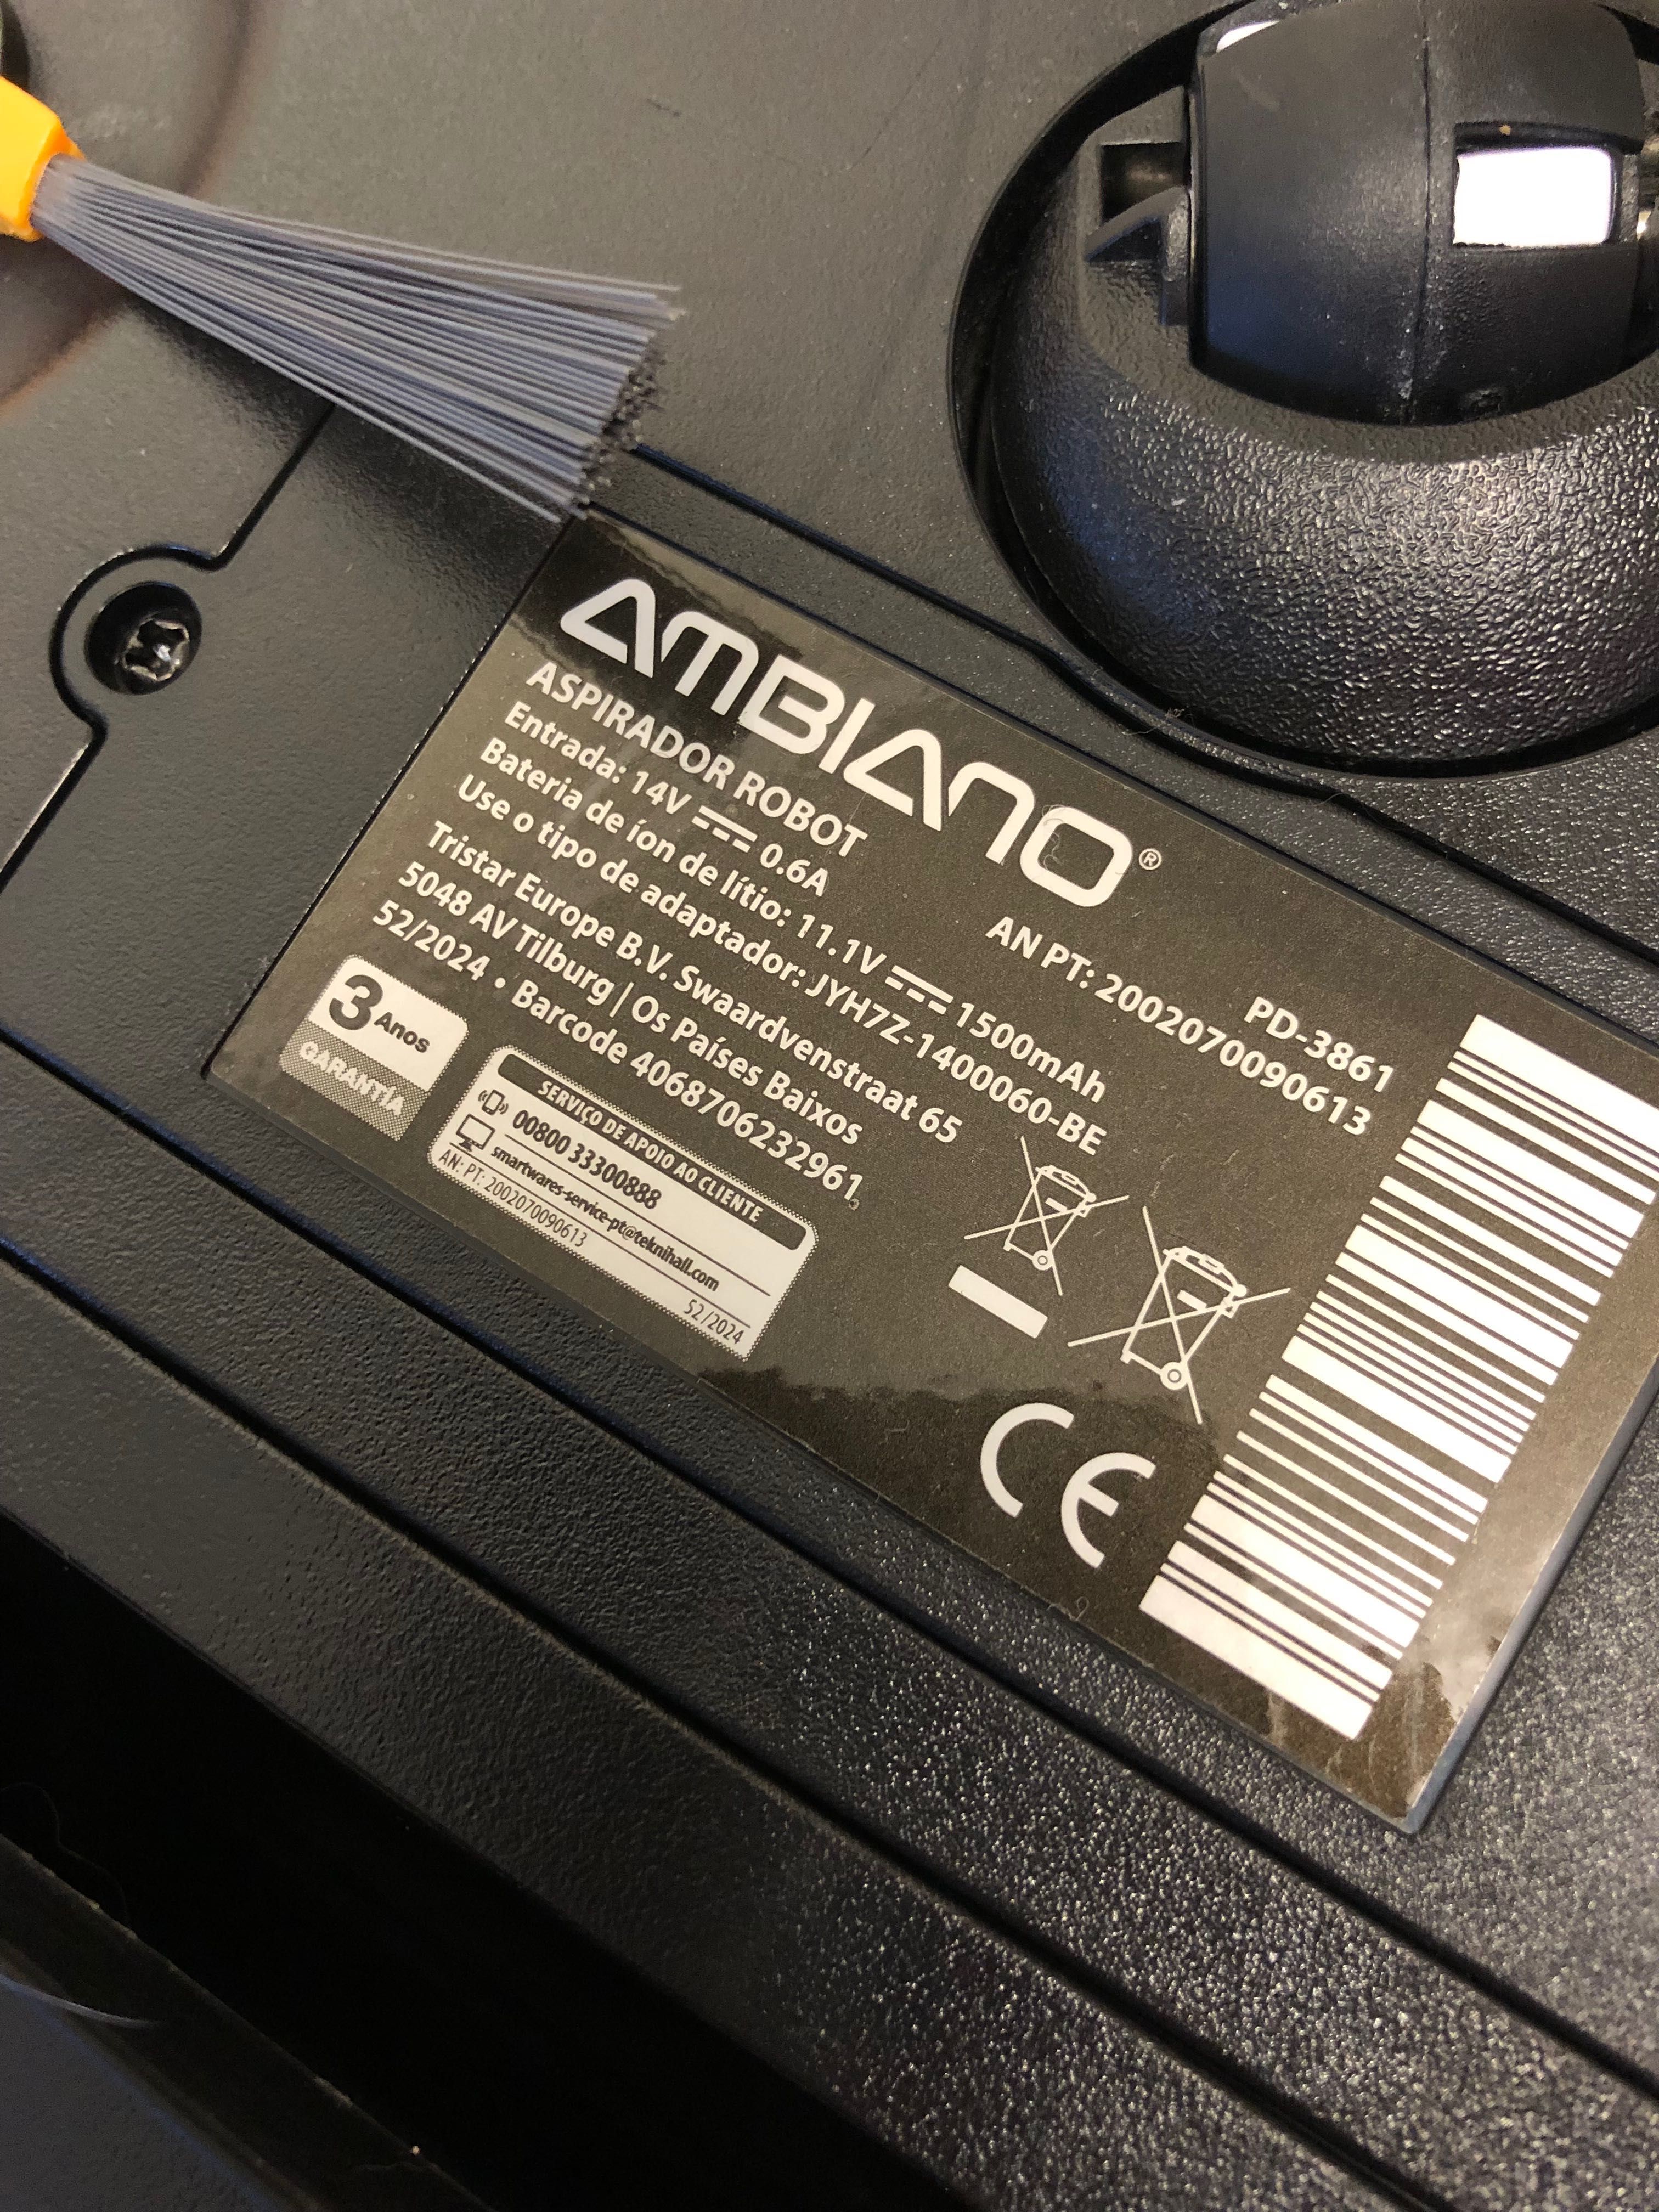 AMBIANO®
ASPIRADOR ROBOT
PD-3861
Entrada: 14V 0.6A
AN PT: 2002070090613
Bateria de íon de lítio: 11.1V 1500mAh
Use o tipo de adaptador: JYH7Z-1400060-BE
Tristar Europe B.V. Swaardvenstraat 65
5048 AV Tilburg | Os Países Baixos
52/2024 • Barcode 4068706232961
3 Anos
GARANTÍA
SERVIÇO DE APOIO AO CLIENTE
00800 33300888
smartwares-service-pt@teknihall.com
AN: PT: 2002070090613
52/2024
CE